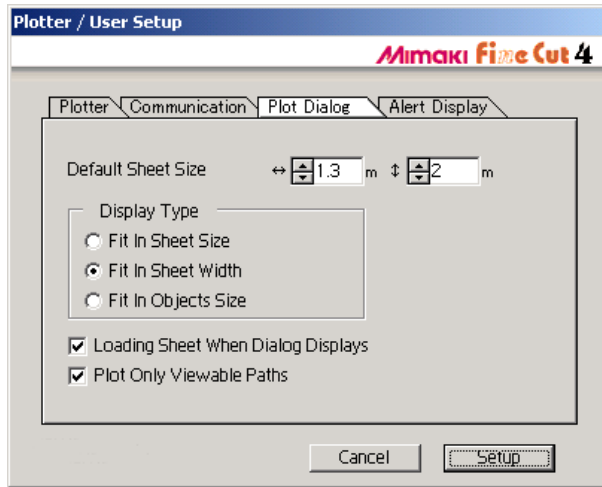 Plotter / User Setup
Mimaki Fine Cut 4
Plotter Communication Plot Dialog Alert Display
Default Sheet Size ↔ 1.3 m ↕ 2 m
Display Type
Fit In Sheet Size
Fit In Sheet Width
Fit In Objects Size
Loading Sheet When Dialog Displays
Plot Only Viewable Paths
Cancel Setup